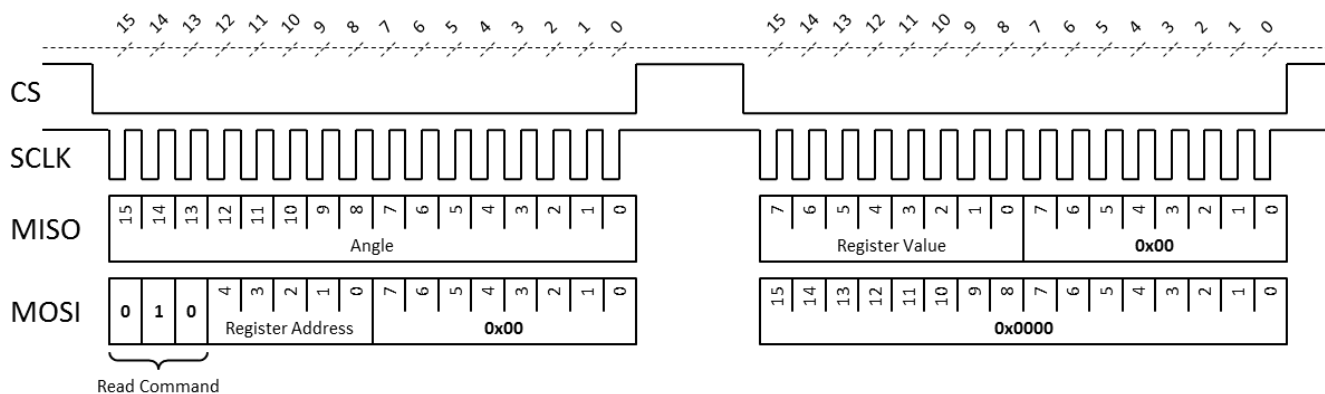 15 14 13 12 11 10 9 8 7 6 5 4 3 2 1 0 15 14 13 12 11 10 9 8 7 6 5 4 3 2 1 0
CS
SCLK
MISO 15 14 13 12 11 10 9 8 7 6 5 4 3 2 1 0 7 6 5 4 3 2 1 0 7 6 5 4 3 2 1 0
Angle Register Value 0x00
MOSI 0 1 0 4 3 2 1 0 7 6 5 4 3 2 1 0 15 14 13 12 11 10 9 8 7 6 5 4 3 2 1 0
Register Address 0x00 0x0000
Read Command